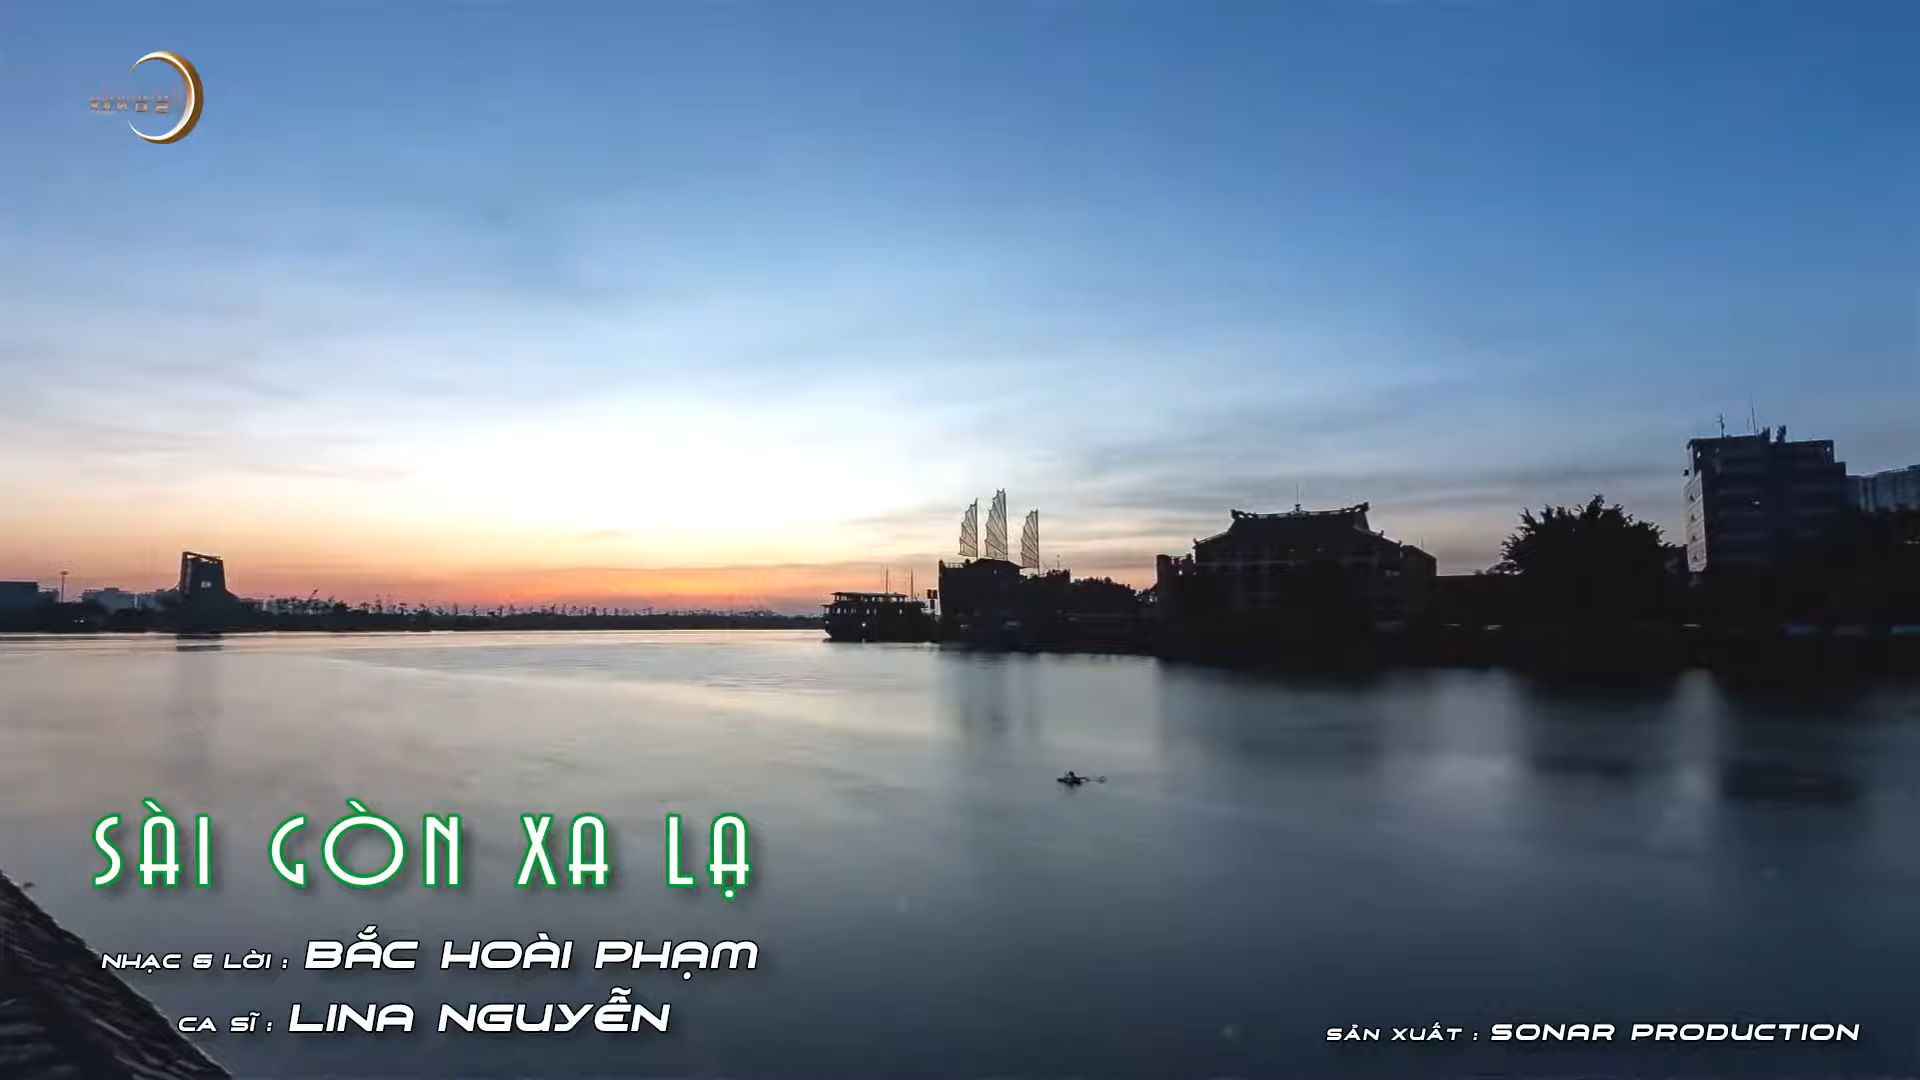 SÀI GÒN XA LẠ
NHẠC & LỜI : BẮC HOÀI PHẠM
CA SĨ : LINA NGUYỄN
SẢN XUẤT : SONAR PRODUCTION